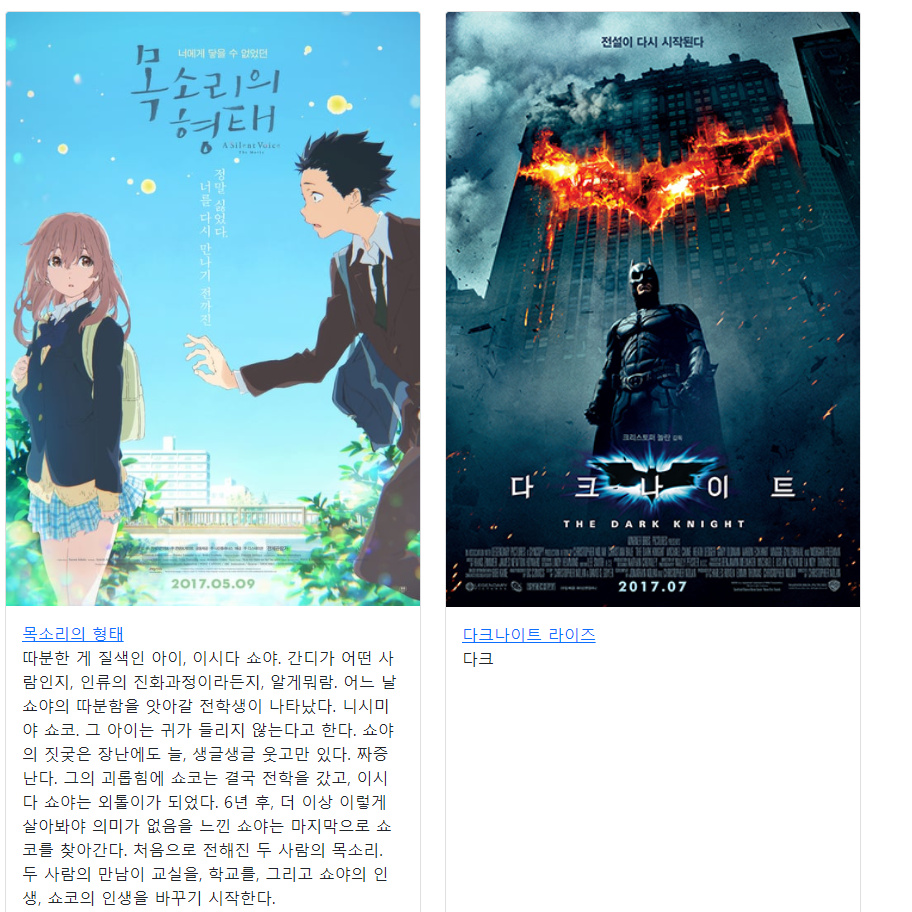 너에게 닿을 수 없었던
목소리의
형태
A Silent Voice
The Movie
정말 싫었다.
너를 다시 만나기 전까진
2017.05.09
목소리의 형태
따분한 게 질색인 아이, 이시다 쇼야. 간디가 어떤 사
람인지, 인류의 진화과정이라든지, 알게뭐람. 어느 날
쇼야의 따분함을 앗아갈 전학생이 나타났다. 니시미
야 쇼코. 그 아이는 귀가 들리지 않는다고 한다. 쇼야
의 짓궂은 장난에도 늘, 생글생글 웃고만 있다. 짜증
난다. 그의 괴롭힘에 쇼코는 결국 전학을 갔고, 이시
다 쇼야는 외톨이가 되었다. 6년 후, 더 이상 이렇게
살아봐야 의미가 없음을 느낀 쇼야는 마지막으로 쇼
코를 찾아간다. 처음으로 전해진 두 사람의 목소리.
두 사람의 만남이 교실을, 학교를, 그리고 쇼야의 인
생, 쇼코의 인생을 바꾸기 시작한다.
전설이 다시 시작된다
크리스토퍼 놀란 감독
다크나이트
THE DARK KNIGHT
2017.07
다크나이트 라이즈
다크